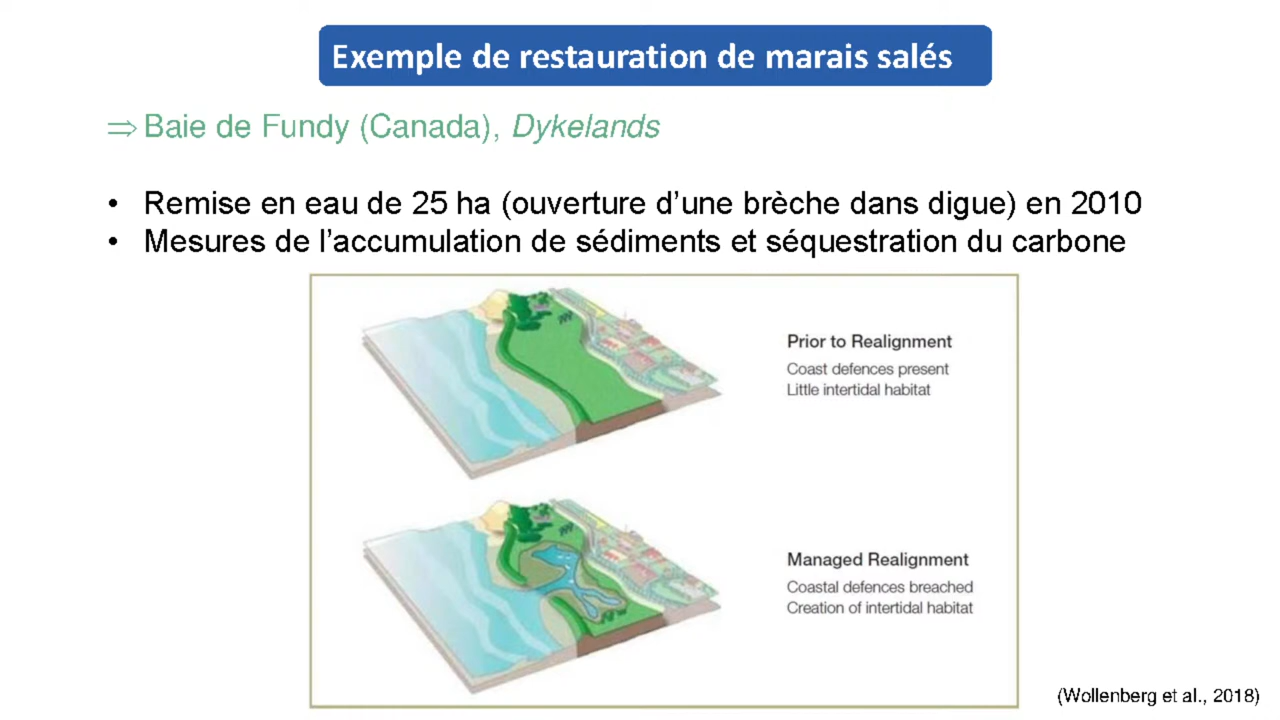 Exemple de restauration de marais salés
⇒ Baie de Fundy (Canada), Dykelands
• Remise en eau de 25 ha (ouverture d’une brèche dans digue) en 2010
• Mesures de l’accumulation de sédiments et séquestration du carbone
Prior to Realignment
Coast defences present
Little intertidal habitat
Managed Realignment
Coastal defences breached
Creation of intertidal habitat
(Wollenberg et al., 2018)